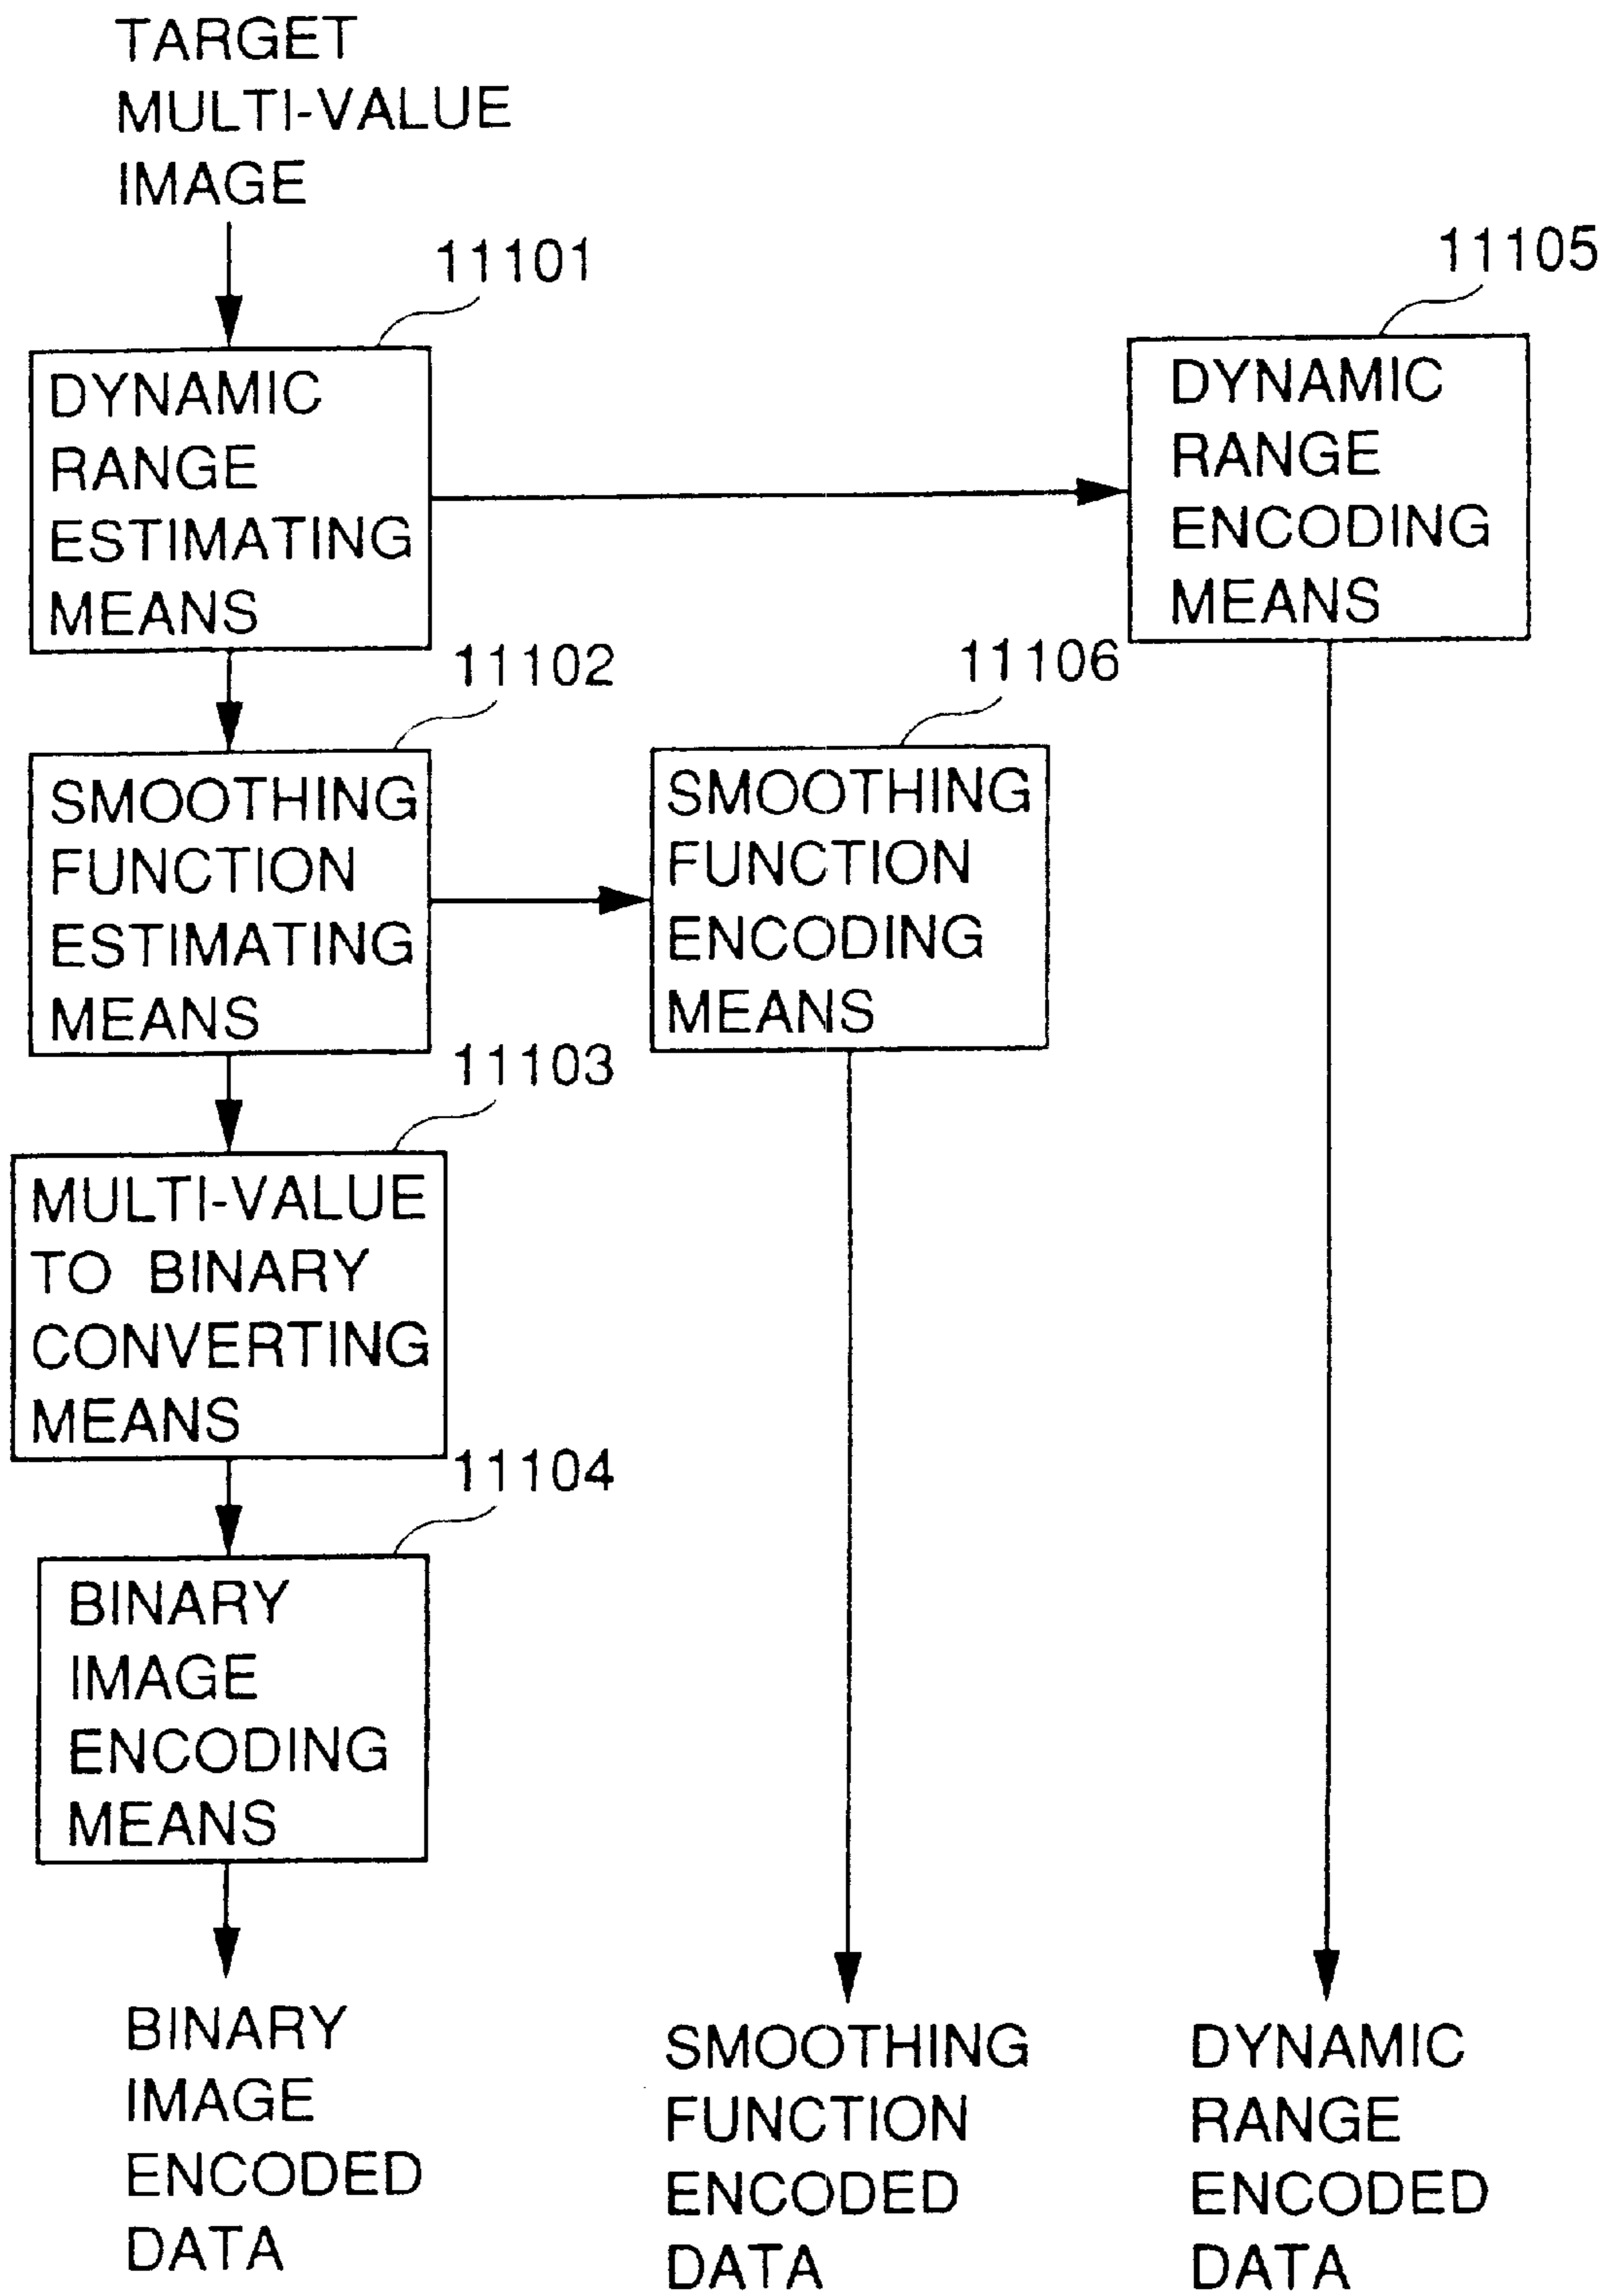 TARGET
MULTI-VALUE
IMAGE
11101
DYNAMIC
RANGE
ESTIMATING
MEANS
11105
DYNAMIC
RANGE
ENCODING
MEANS
11102
SMOOTHING
FUNCTION
ESTIMATING
MEANS
11106
SMOOTHING
FUNCTION
ENCODING
MEANS
11103
MULTI-VALUE
TO BINARY
CONVERTING
MEANS
11104
BINARY
IMAGE
ENCODING
MEANS
BINARY
IMAGE
ENCODED
DATA
SMOOTHING
FUNCTION
ENCODED
DATA
DYNAMIC
RANGE
ENCODED
DATA